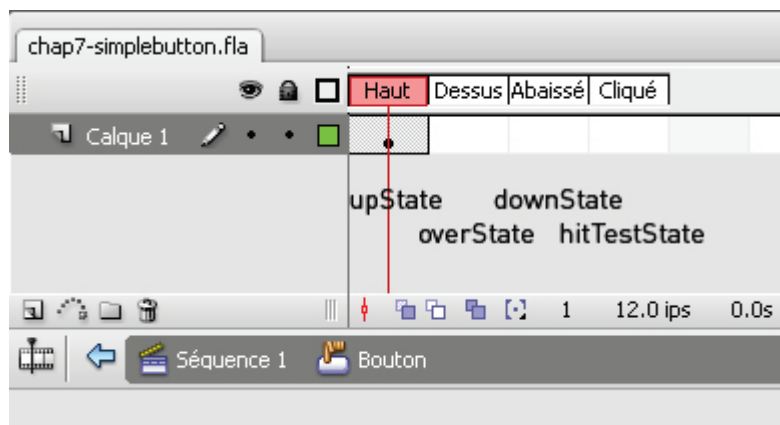 chap7-simplebutton.fla
Haut Dessus Abaissé Cliqué
Calque 1
upState downState
overState hitTestState
1 12.0 ips 0.0s
Séquence 1 Bouton